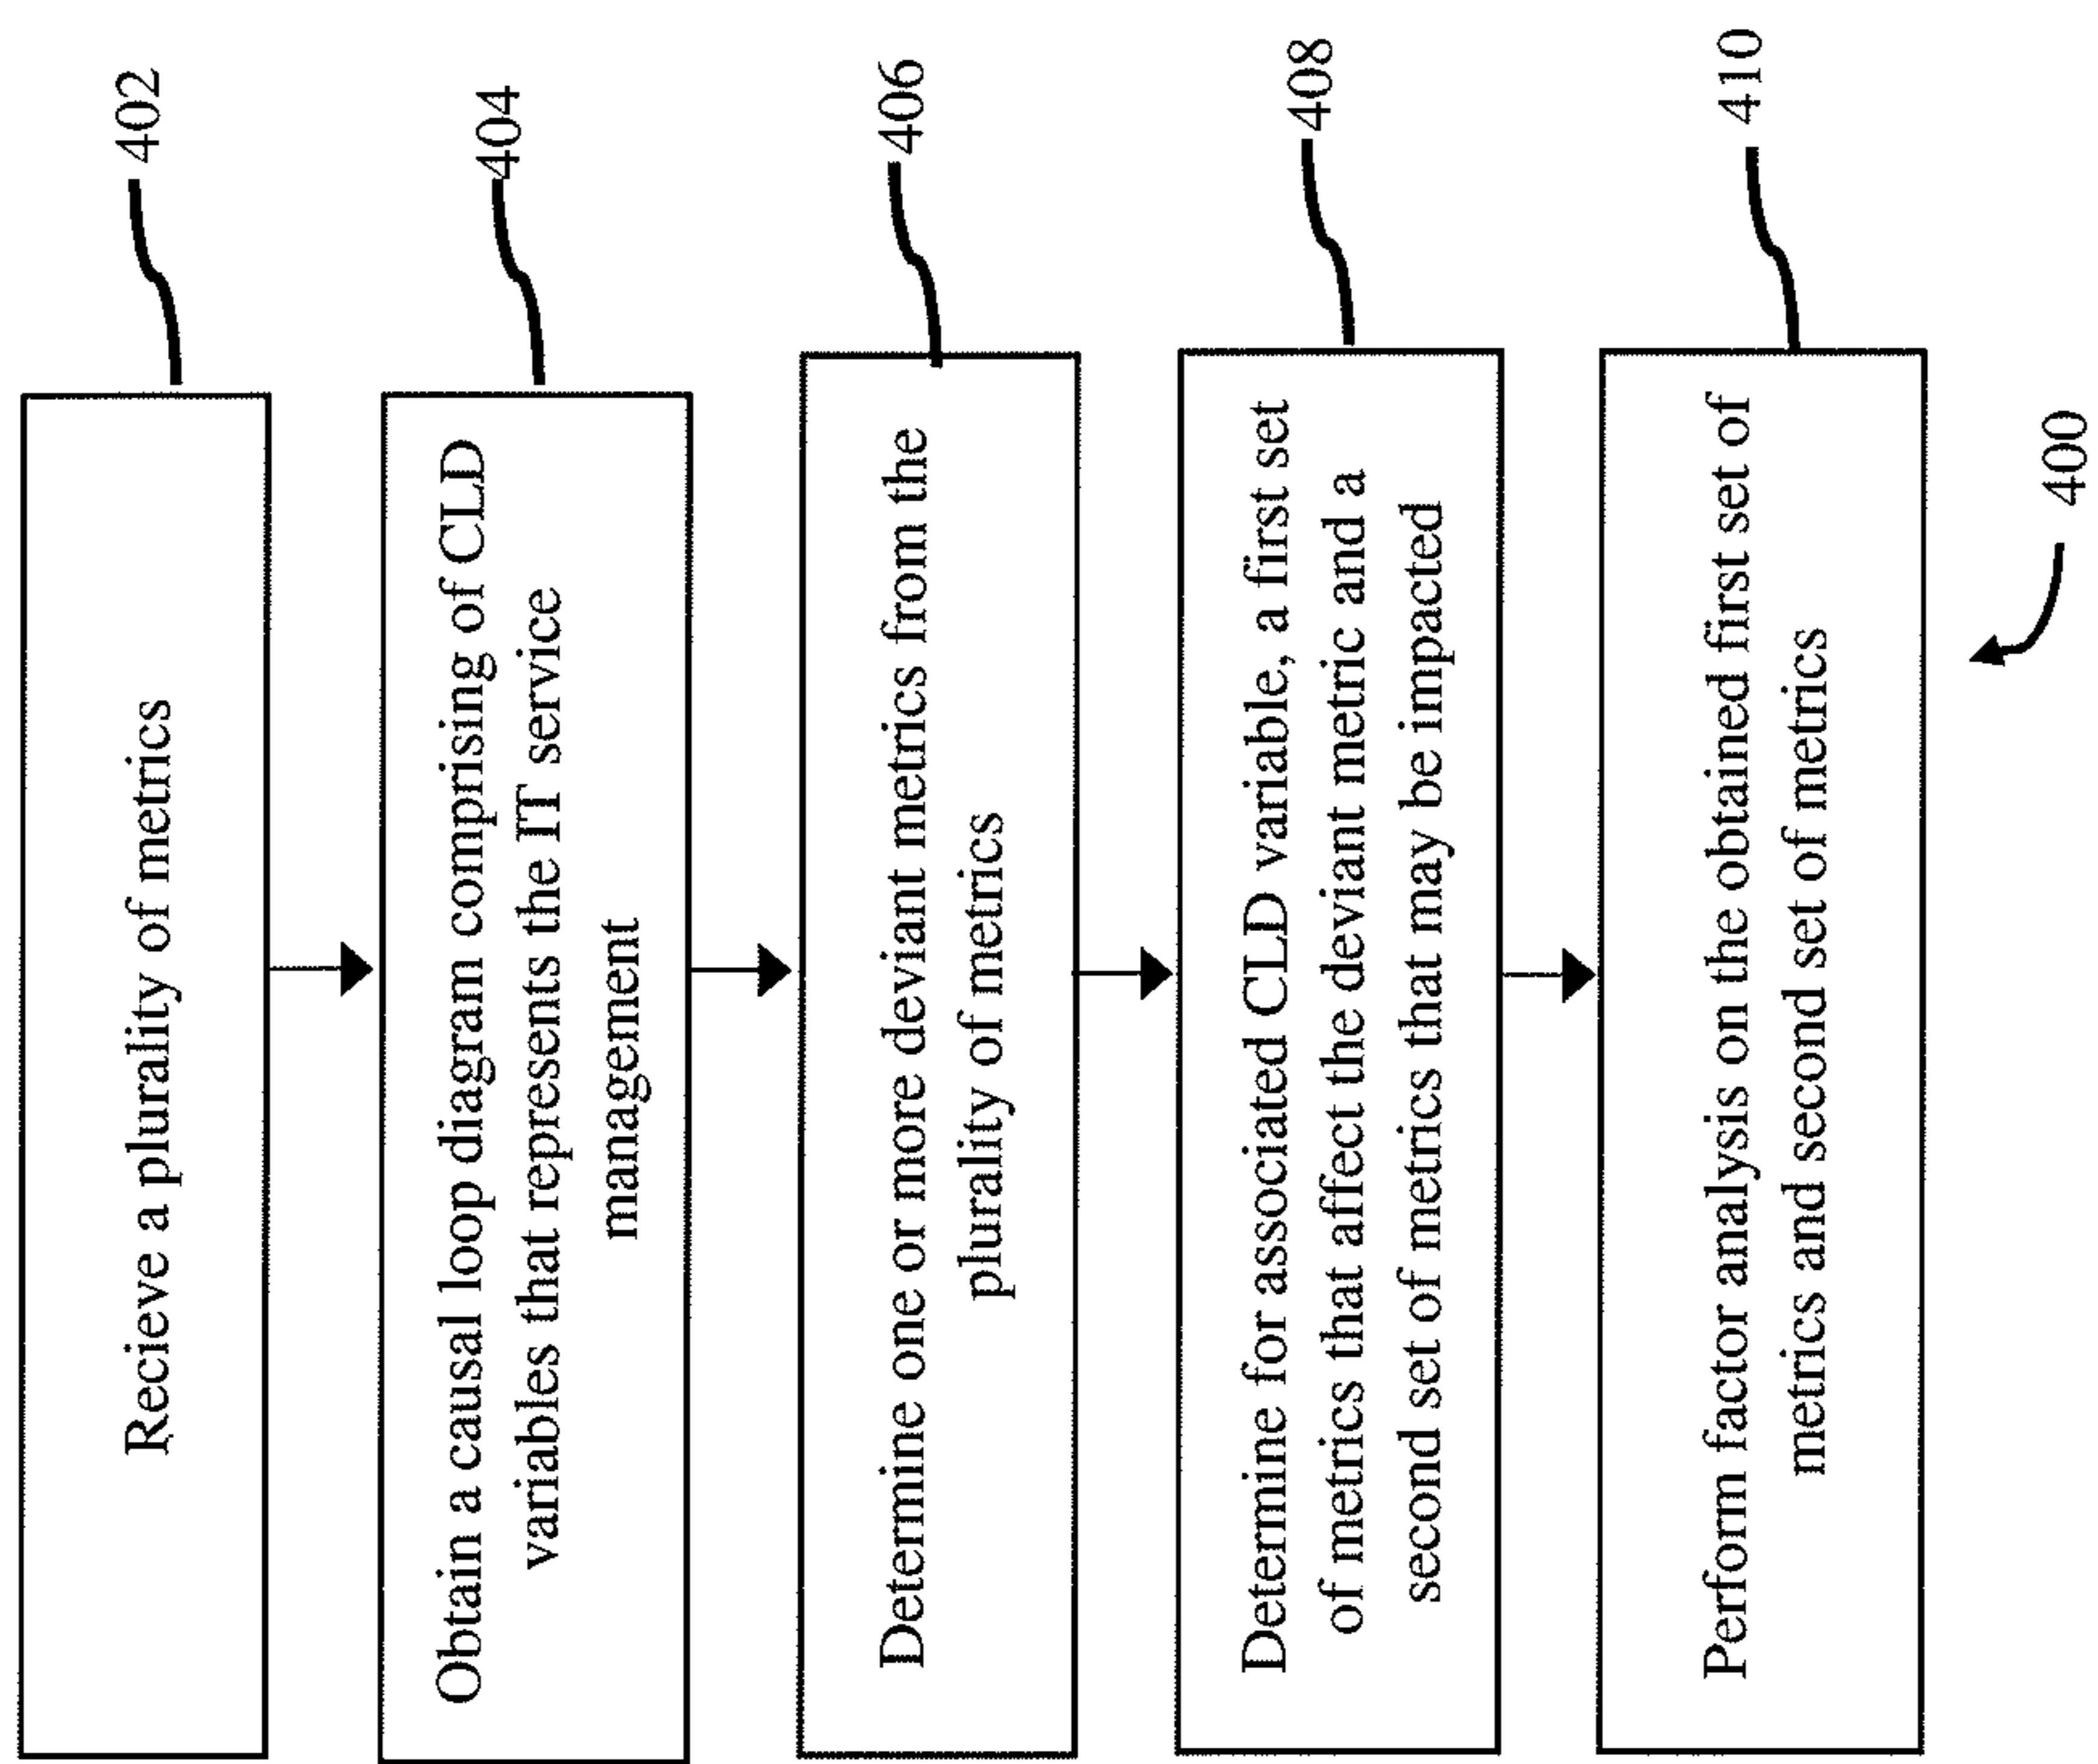 Recieve a plurality of metrics
402
Obtain a causal loop diagram comprising of CLD
variables that represents the IT service
management
404
Determine one or more deviant metrics from the
plurality of metrics
406
Determine for associated CLD variable, a first set
of metrics that affect the deviant metric and a
second set of metrics that may be impacted
408
Perform factor analysis on the obtained first set of
metrics and second set of metrics
410
400